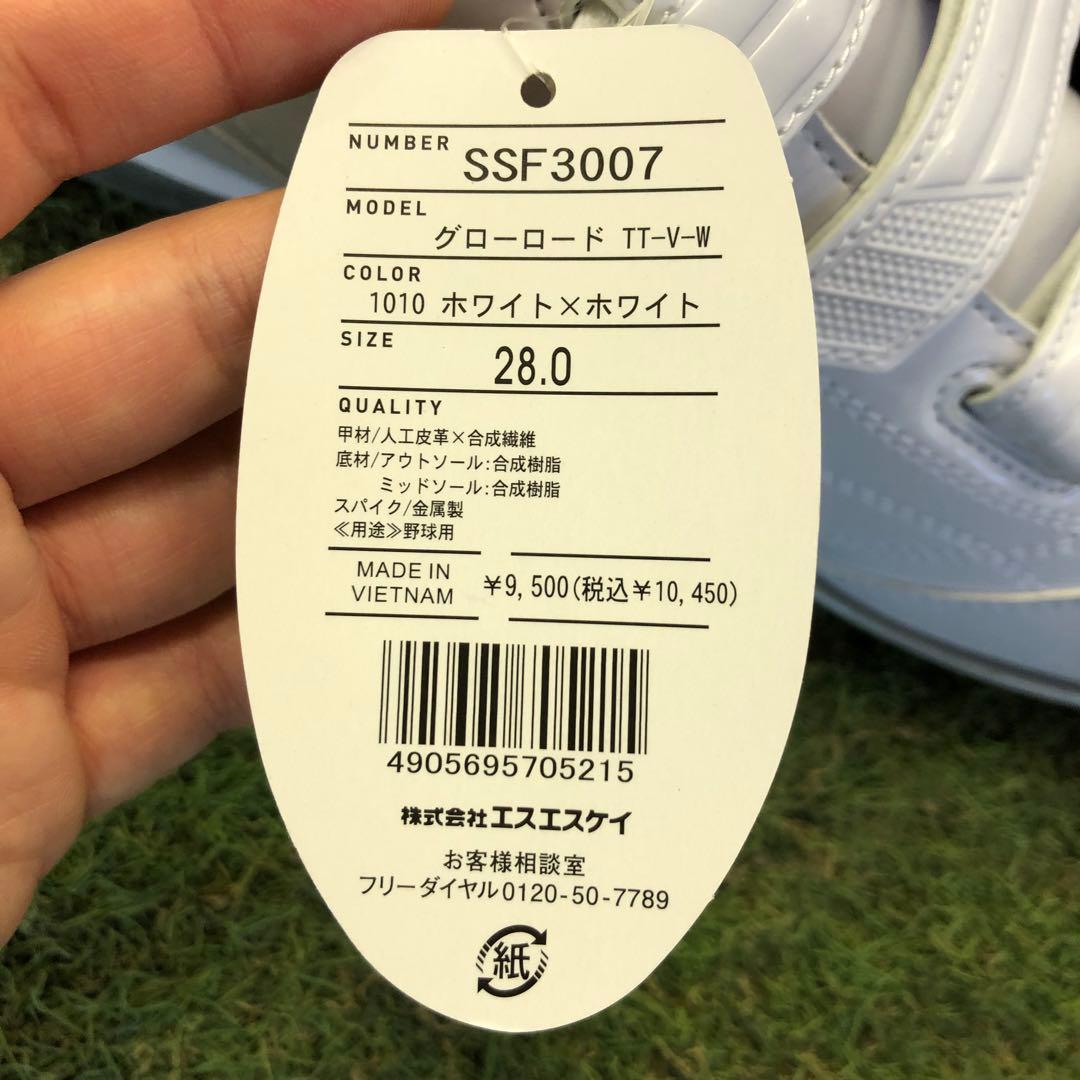 NUMBER SSF3007
MODEL
グローロード TT-V-W
COLOR
1010 ホワイト×ホワイト
SIZE
28.0
QUALITY
甲材/人工皮革×合成繊維
底材/アウトソール:合成樹脂
ミッドソール:合成樹脂
スパイク/金属製
≪用途≫野球用
MADE IN
VIETNAM
¥9,500(税込¥10,450)
4905695705215
株式会社エスエスケイ
お客様相談室
フリーダイヤル0120-50-7789
紙